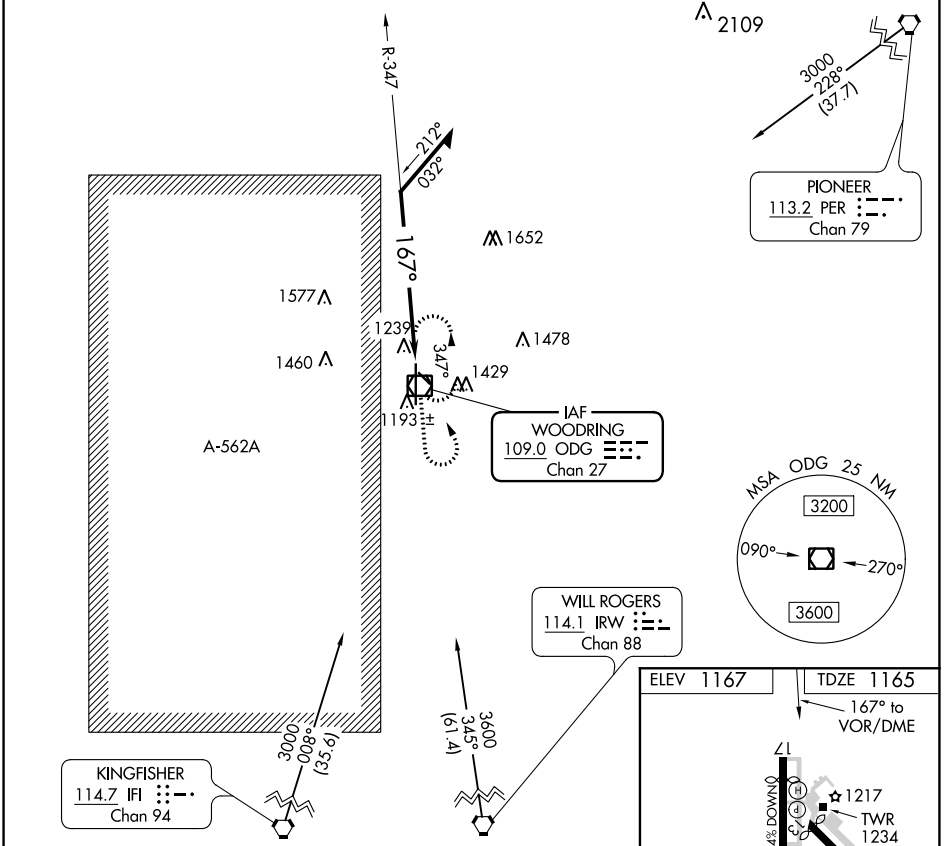 2109
R-347
3000
228°
(37.7)
212°
032°
PIONEER
113.2 PER
Chan 79
167°
1652
1577
1239
347°
1478
1460
1429
1193 ±
IAF
WOODRING
109.0 ODG
Chan 27
A-562A
MSA ODG 25 NM
3200
090°
270°
3600
WILL ROGERS
114.1 IRW
Chan 88
ELEV 1167
TDZE 1165
167° to
VOR/DME
3000
008°
(35.6)
3600
345°
(61.4)
KINGFISHER
114.7 IFI
Chan 94
17
H
P
13
4% DOWN
1217
TWR
1234